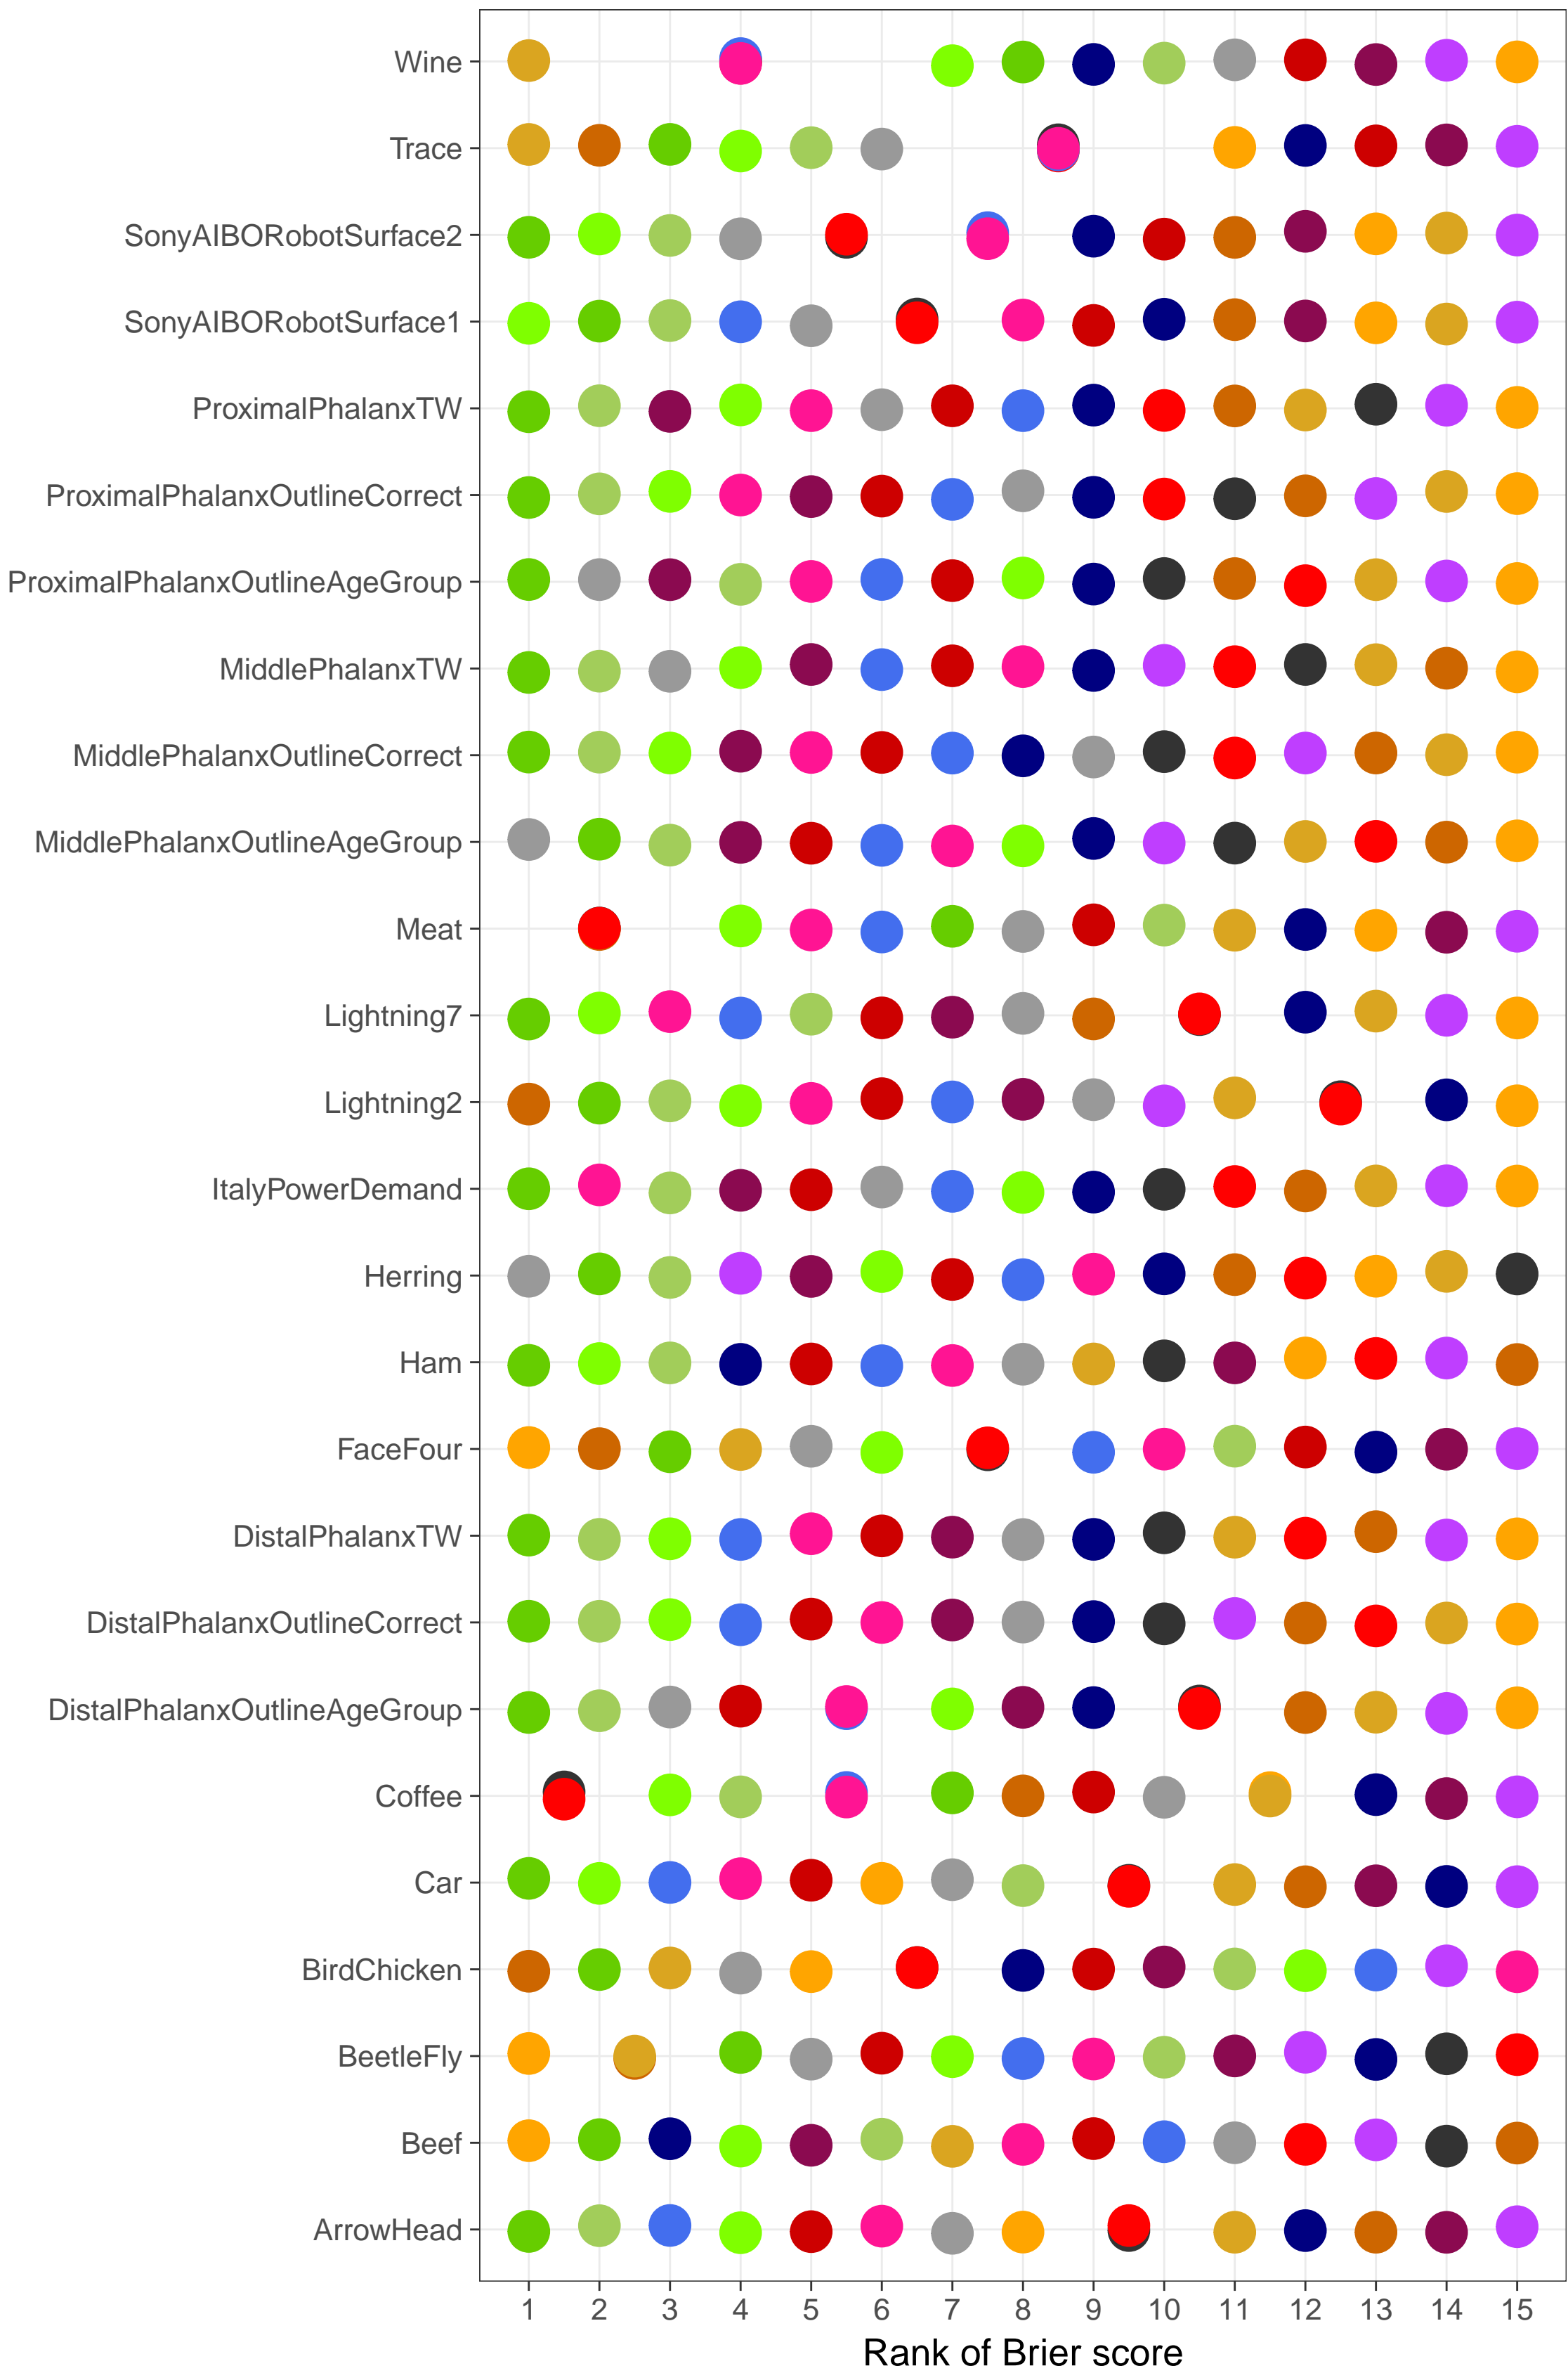 Wine
Trace
SonyAIBORobotSurface2
SonyAIBORobotSurface1
ProximalPhalanxTW
ProximalPhalanxOutlineCorrect
ProximalPhalanxOutlineAgeGroup
MiddlePhalanxTW
MiddlePhalanxOutlineCorrect
MiddlePhalanxOutlineAgeGroup
Meat
Lightning7
Lightning2
ItalyPowerDemand
Herring
Ham
FaceFour
DistalPhalanxTW
DistalPhalanxOutlineCorrect
DistalPhalanxOutlineAgeGroup
Coffee
Car
BirdChicken
BeetleFly
Beef
ArrowHead
1 2 3 4 5 6 7 8 9 10 11 12 13 14 15
Rank of Brier score